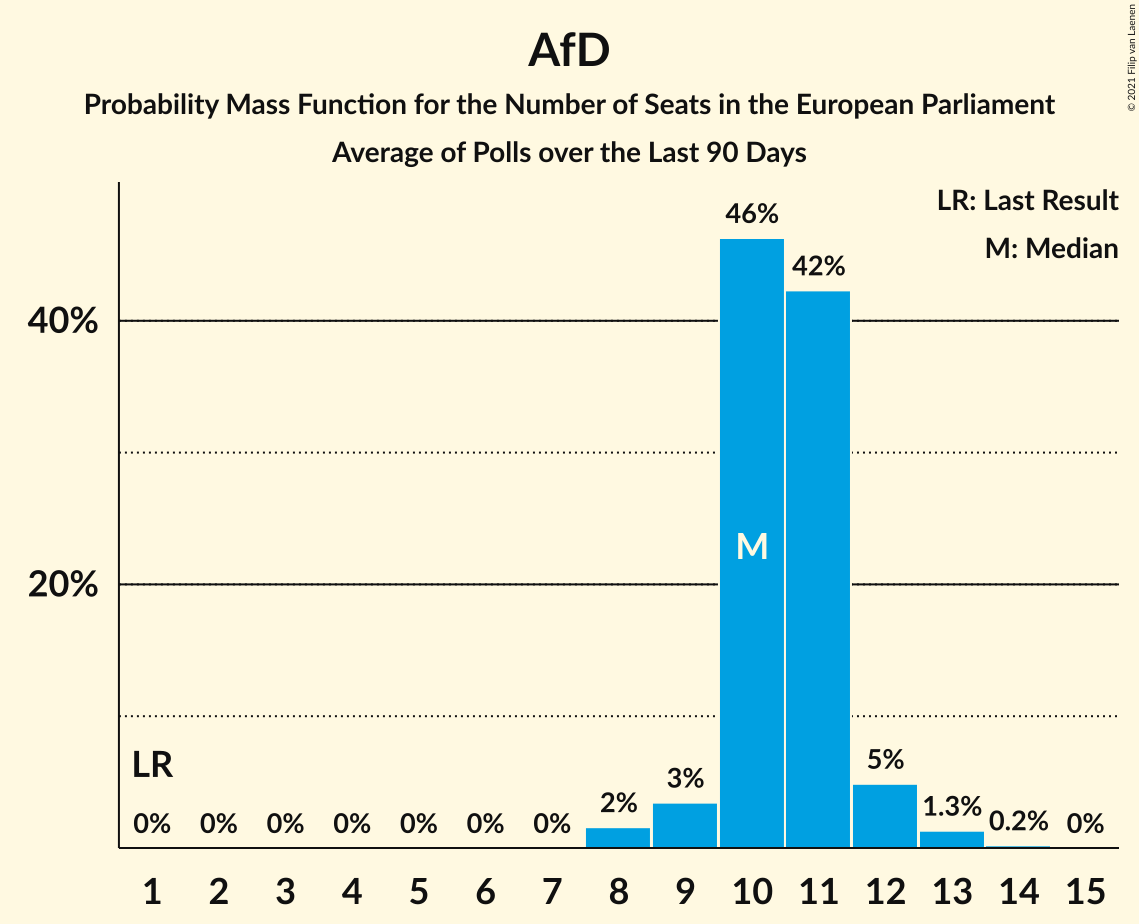 AfD
Probability Mass Function for the Number of Seats in the European Parliament
Average of Polls over the Last 90 Days
© 2021 Filip van Laenen
LR: Last Result
M: Median
46%
42%
40%
M
20%
LR
0% 0% 0% 0% 0% 0% 0% 2% 3% 5% 1.3% 0.2% 0%
1 2 3 4 5 6 7 8 9 10 11 12 13 14 15